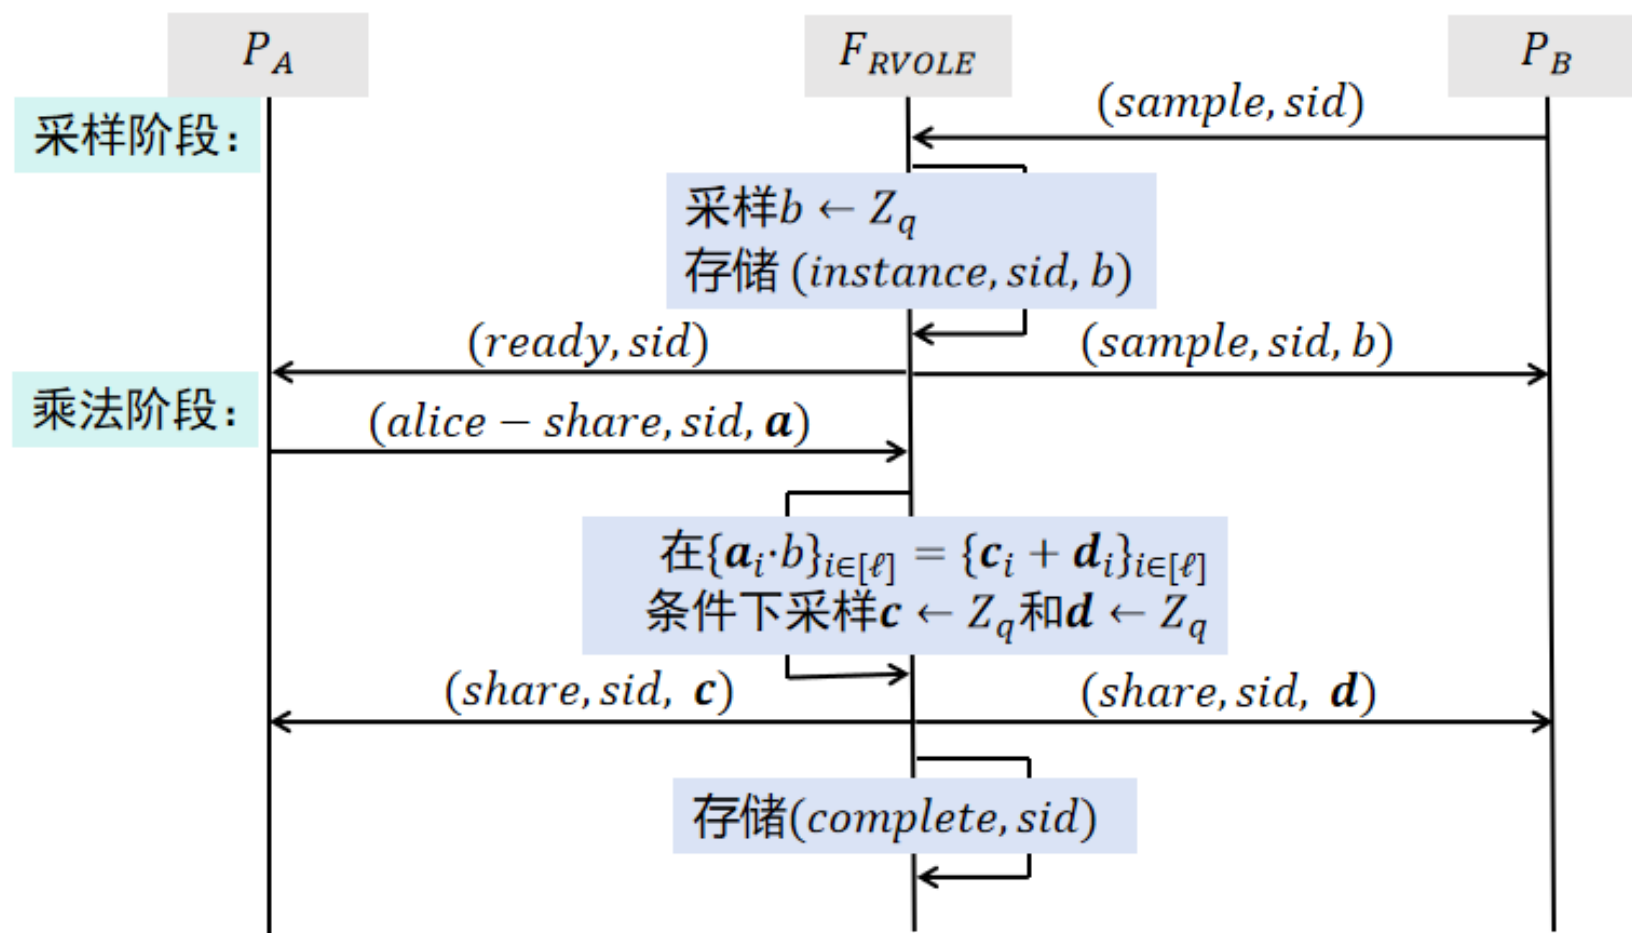 P_A
F_{RVOLE}
P_B
采样阶段：
(sample, sid)
采样b ← Z_q
存储 (instance, sid, b)
(ready, sid)
(sample, sid, b)
乘法阶段：
(alice − share, sid, a)
在{a_i·b}_{i∈[ℓ]} = {c_i + d_i}_{i∈[ℓ]}
条件下采样c ← Z_q和d ← Z_q
(share, sid, c)
(share, sid, d)
存储(complete, sid)